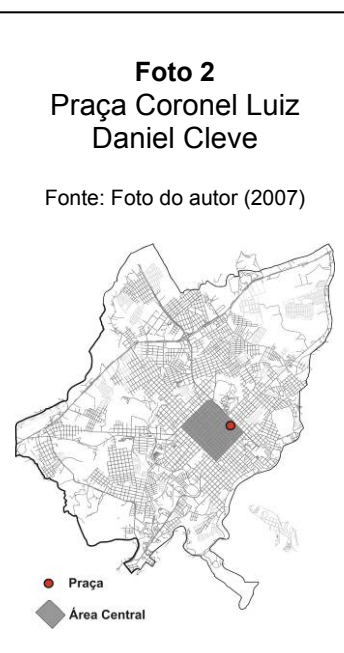 Foto 2
Praça Coronel Luiz
Daniel Cleve
Fonte: Foto do autor (2007)
Praça
Área Central